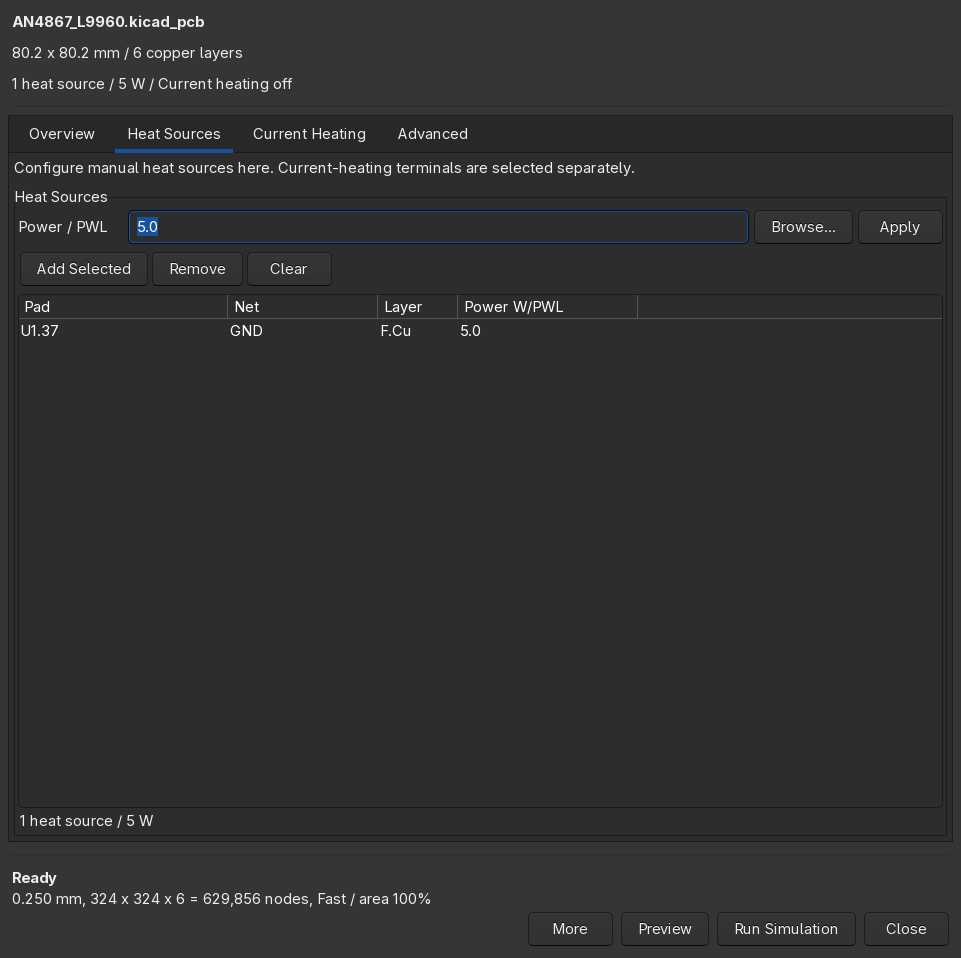 AN4867_L9960.kicad_pcb
80.2 x 80.2 mm / 6 copper layers
1 heat source / 5 W / Current heating off
Overview Heat Sources Current Heating Advanced
Configure manual heat sources here. Current-heating terminals are selected separately.
Heat Sources
Power / PWL 5.0 Browse... Apply
Add Selected Remove Clear
Pad Net Layer Power W/PWL
U1.37 GND F.Cu 5.0
1 heat source / 5 W
Ready
0.250 mm, 324 x 324 x 6 = 629,856 nodes, Fast / area 100%
More Preview Run Simulation Close